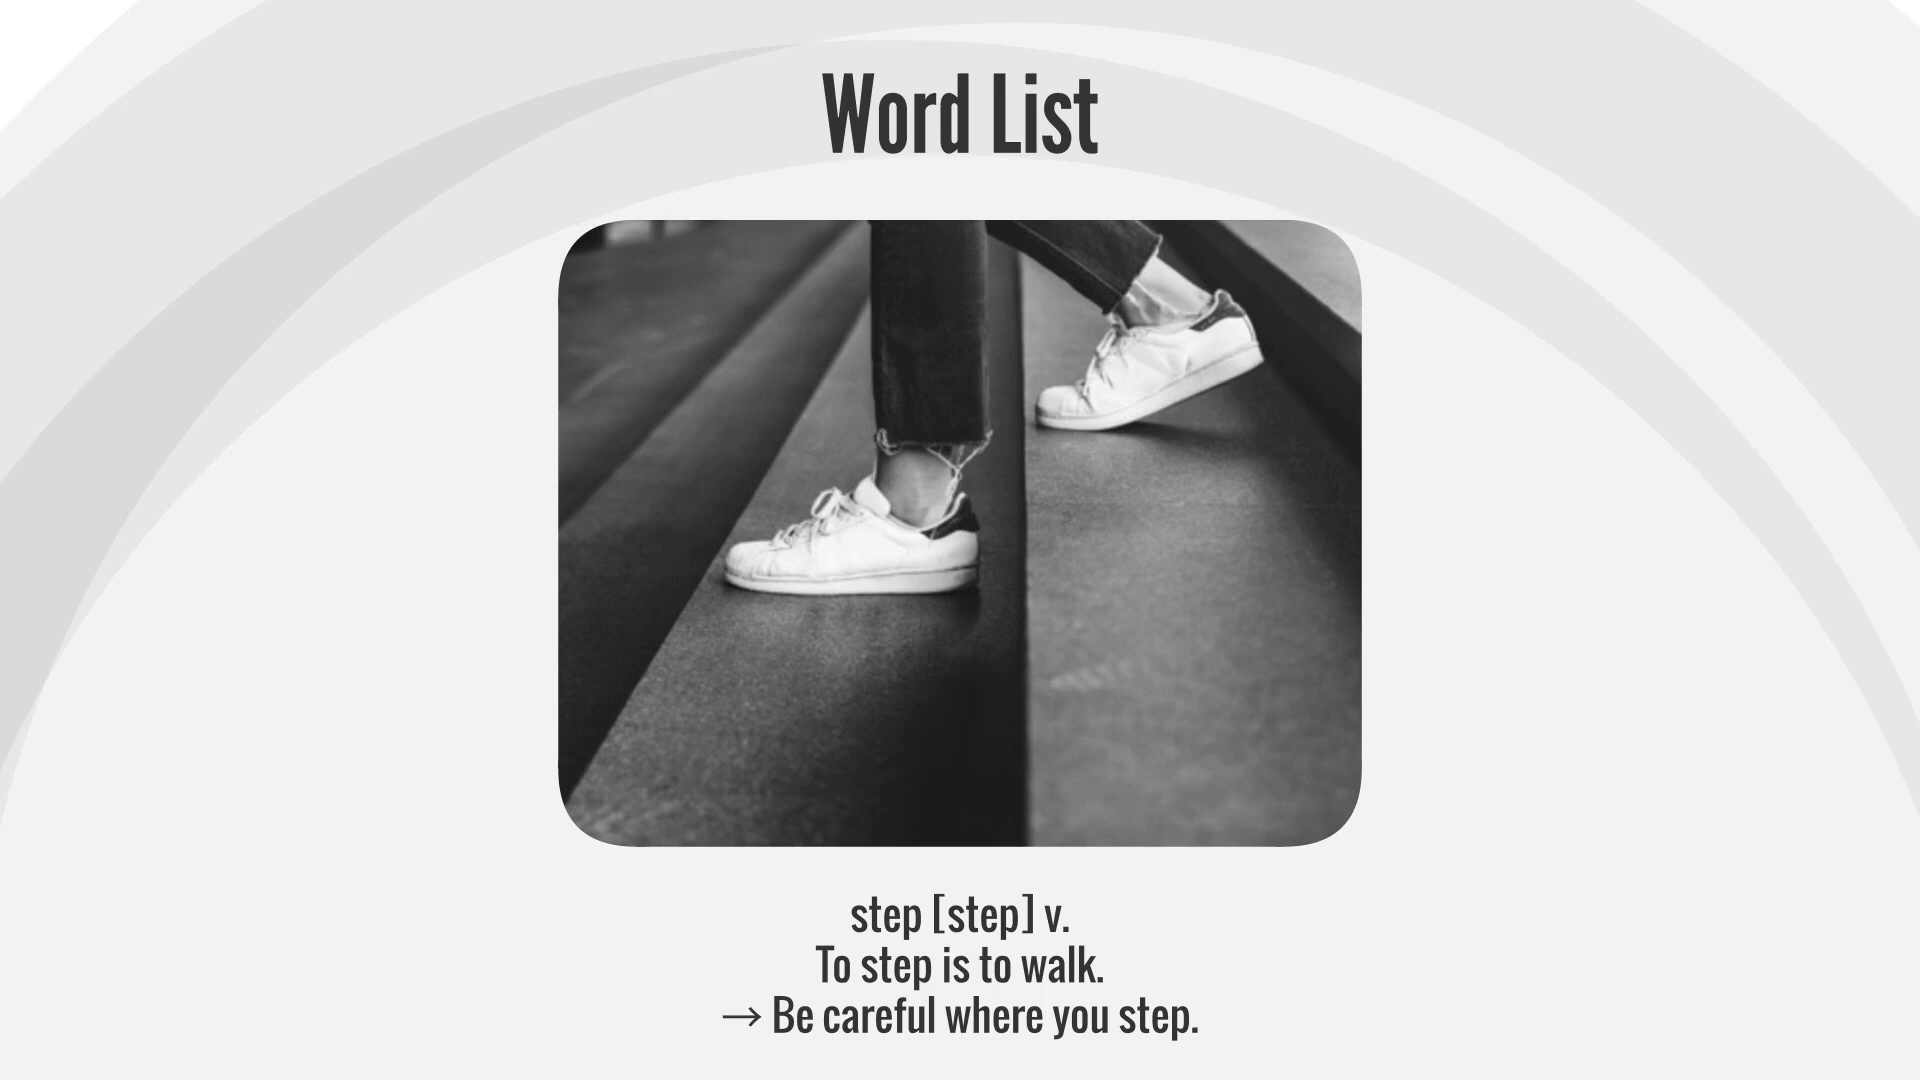 Word List
step [step] v.
To step is to walk.
→ Be careful where you step.